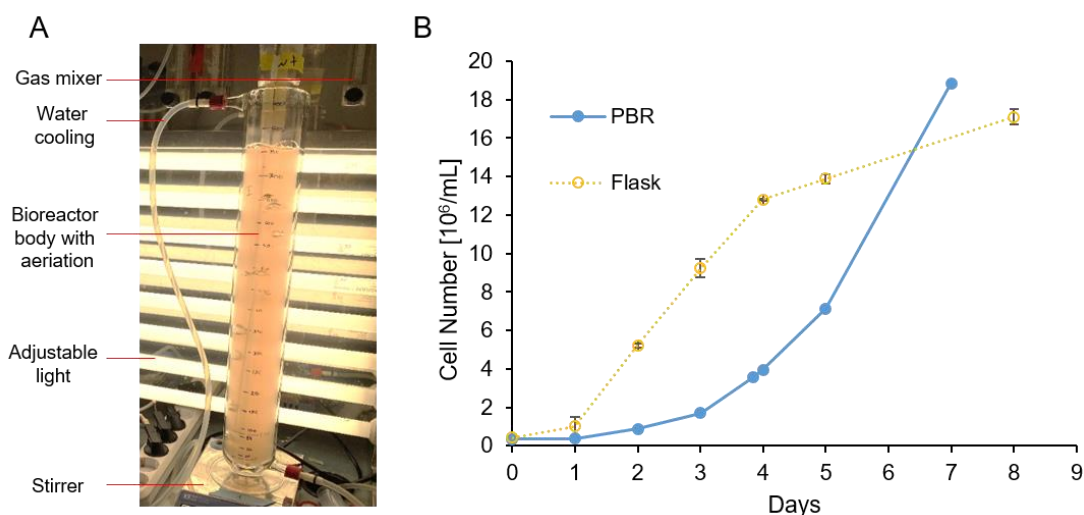 A
Gas mixer
Water
cooling
Bioreactor
body with
aeriation
Adjustable
light
Stirrer
B
Cell Number [10⁶/mL]
20
18
16
14
12
10
8
6
4
2
0
PBR
Flask
0 1 2 3 4 5 6 7 8 9
Days